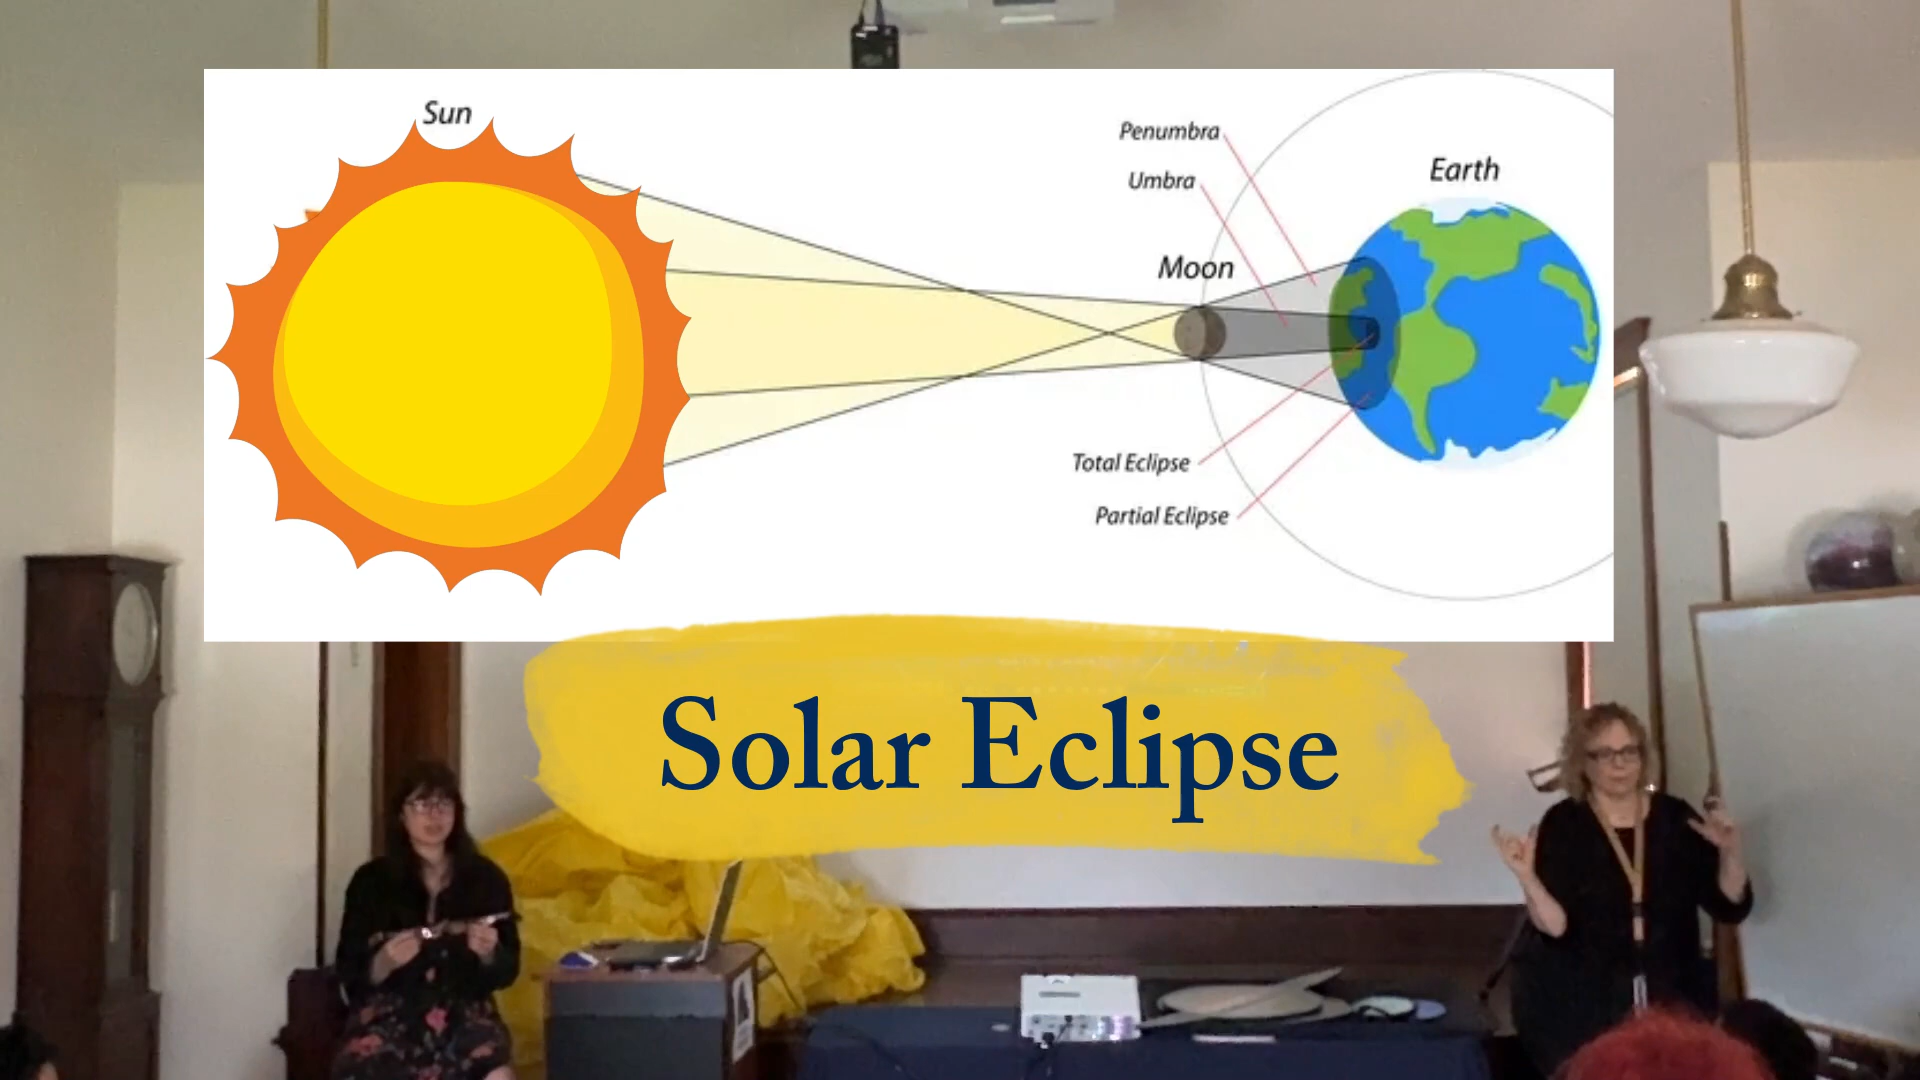 Sun
Penumbra
Umbra
Earth
Moon
Total Eclipse
Partial Eclipse
Solar Eclipse